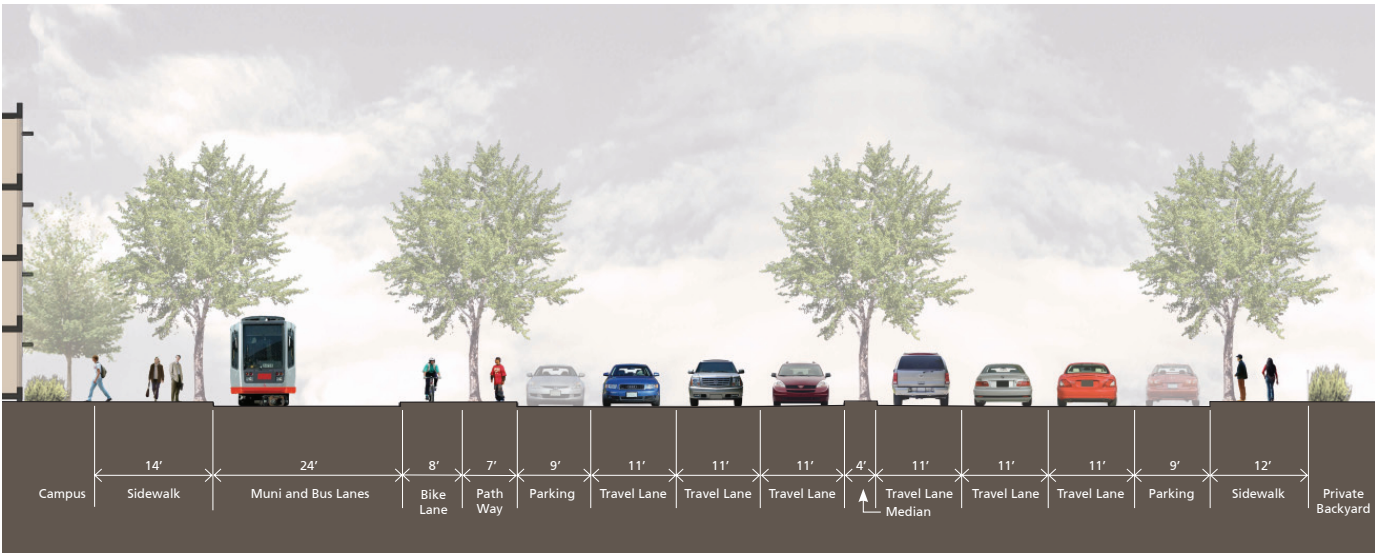 14’ 24’ 8’ 7’ 9’ 11’ 11’ 11’ 4’ 11’ 11’ 11’ 9’ 12’
Campus Sidewalk Muni and Bus Lanes Bike Path Parking Travel Lane Travel Lane Travel Lane Travel Lane Travel Lane Travel Lane Parking Sidewalk Private
Lane Way Median Backyard